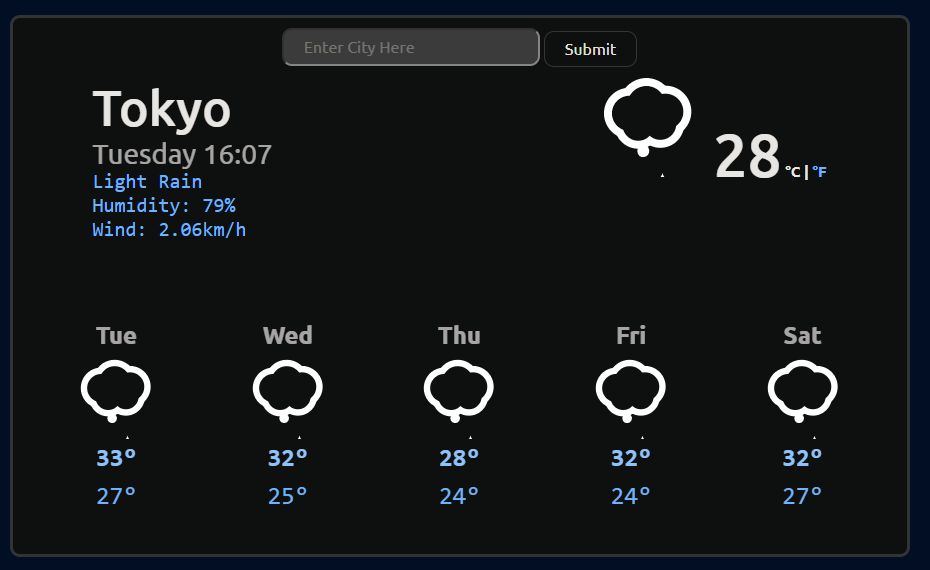 Enter City Here Submit
Tokyo
Tuesday 16:07
Light Rain
Humidity: 79%
Wind: 2.06km/h
28 °C|°F
Tue Wed Thu Fri Sat
33° 32° 28° 32° 32°
27° 25° 24° 24° 27°